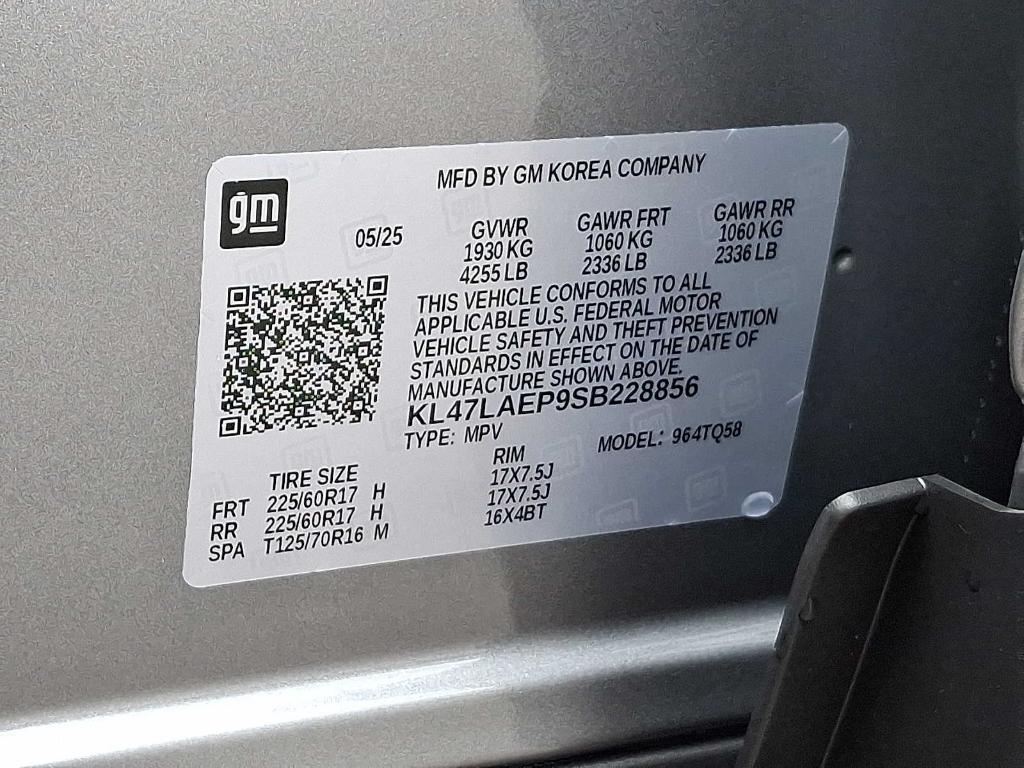 gm
MFD BY GM KOREA COMPANY
05/25
GVWR GAWR FRT GAWR RR
1930 KG 1060 KG 1060 KG
4255 LB 2336 LB 2336 LB
THIS VEHICLE CONFORMS TO ALL
APPLICABLE U.S. FEDERAL MOTOR
VEHICLE SAFETY AND THEFT PREVENTION
STANDARDS IN EFFECT ON THE DATE OF
MANUFACTURE SHOWN ABOVE.
KL47LAEP9SB228856
TYPE: MPV MODEL: 964TQ58
TIRE SIZE RIM
FRT 225/60R17 H 17X7.5J
RR 225/60R17 H 17X7.5J
SPA T125/70R16 M 16X4BT